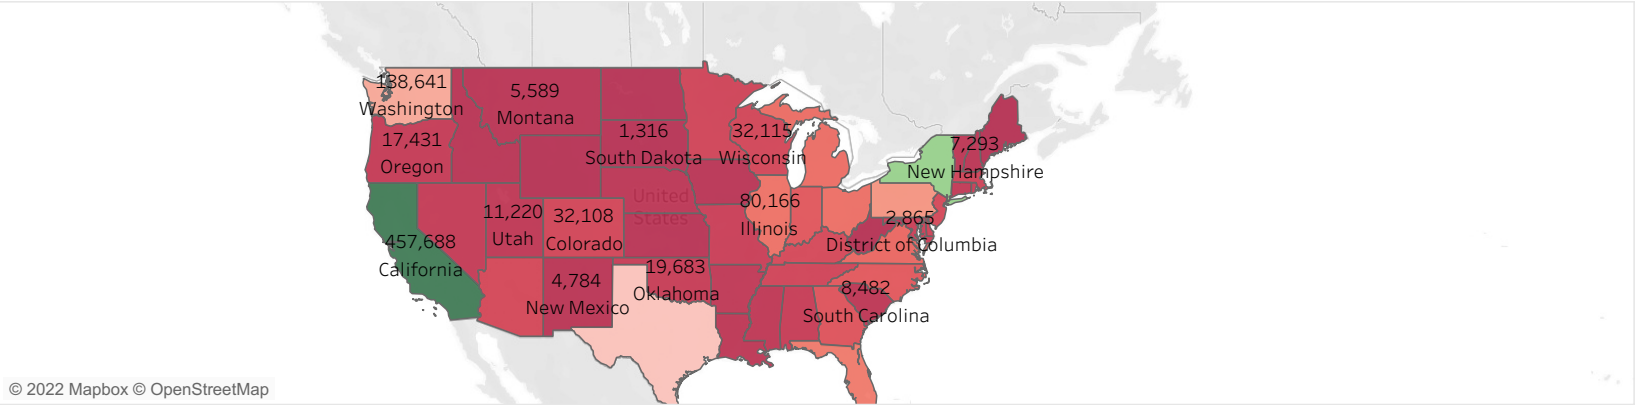 138,641
Washington
5,589
Montana
17,431
Oregon
1,316
South Dakota
32,115
Wisconsin
7,293
New Hampshire
United
States
11,220
Utah
32,108
Colorado
80,166
Illinois
2,865
District of Columbia
457,688
California
4,784
New Mexico
19,683
Oklahoma
8,482
South Carolina
© 2022 Mapbox © OpenStreetMap